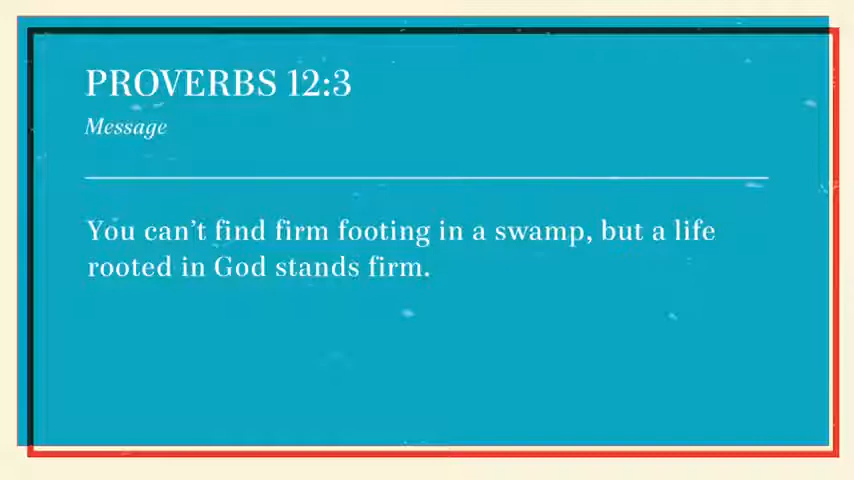 PROVERBS 12:3
Message
You can't find firm footing in a swamp, but a life
rooted in God stands firm.